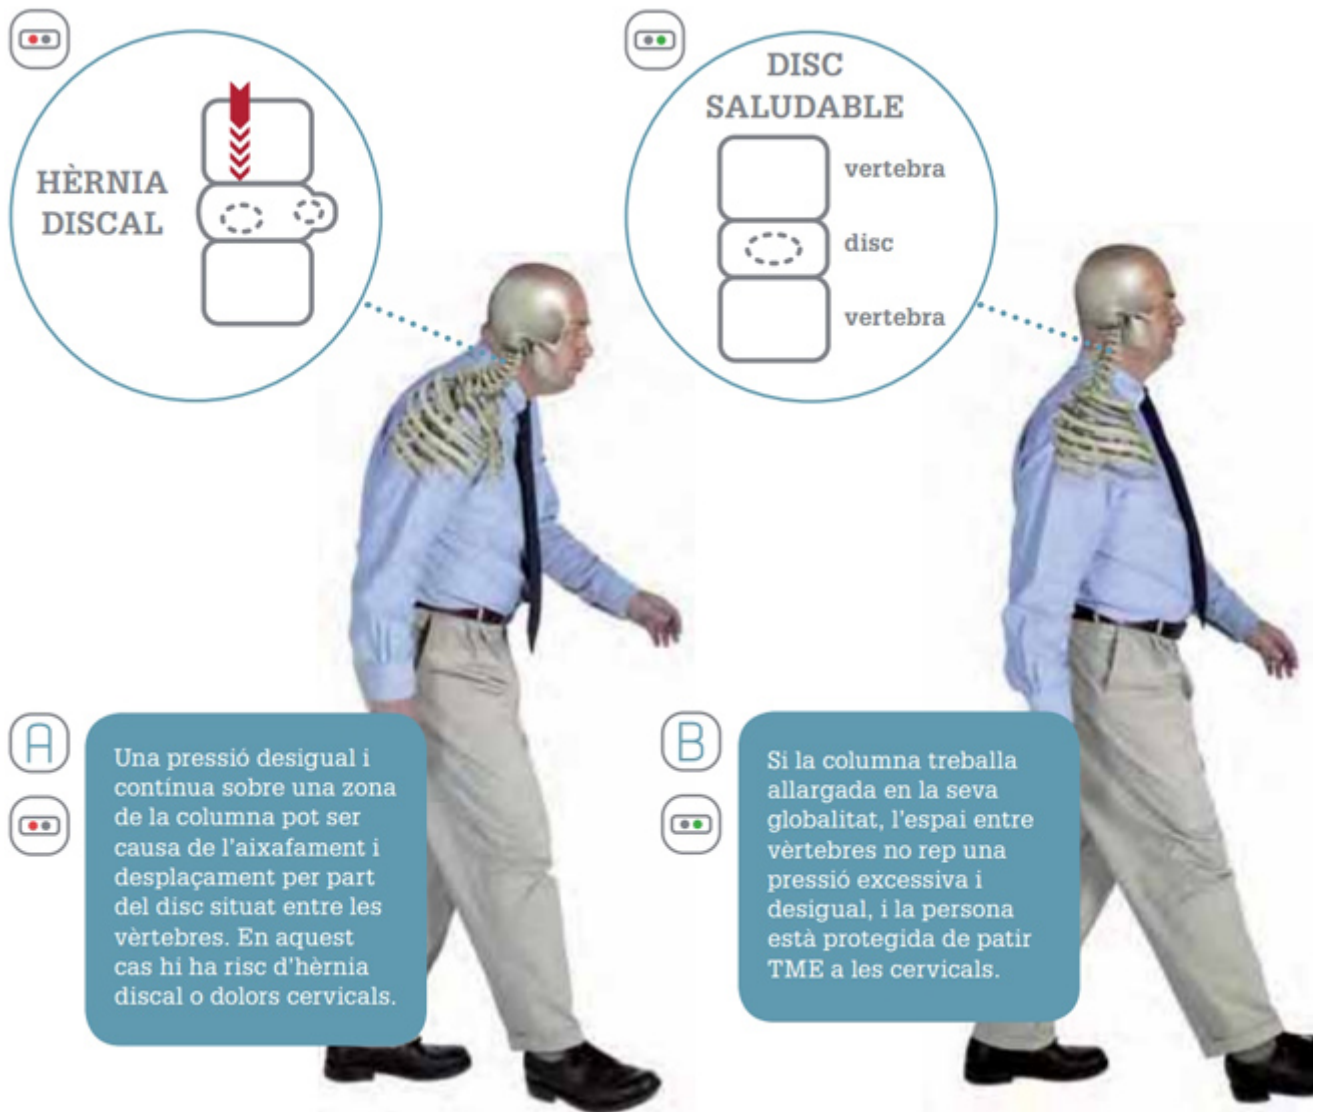 HÈRNIA
DISCAL
DISC
SALUDABLE
vertebra
disc
vertebra
A
Una pressió desigual i
contínua sobre una zona
de la columna pot ser
causa de l'aixafament i
desplaçament per part
del disc situat entre les
vèrtebres. En aquest
cas hi ha risc d'hèrnia
discal o dolors cervicals.
B
Si la columna treballa
allargada en la seva
globalitat, l'espai entre
vèrtebres no rep una
pressió excessiva i
desigual, i la persona
està protegida de patir
TME a les cervicals.